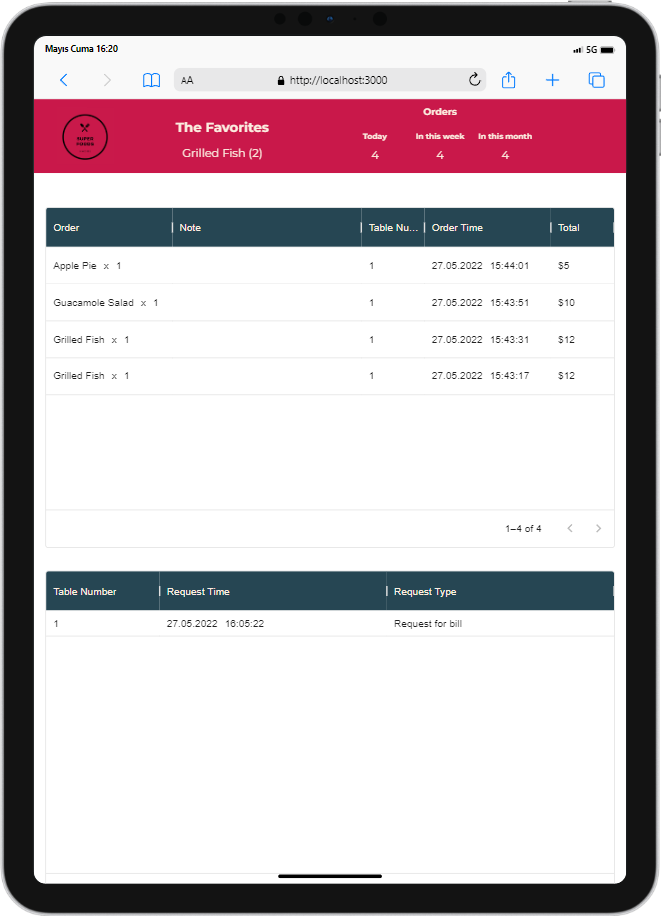 Mayıs Cuma 16:20
5G
AA http://localhost:3000
SUPER
FOODS
The Favorites
Grilled Fish (2)
Orders
Today In this week In this month
4 4 4
Order Note Table Nu... Order Time Total
Apple Pie x 1 1 27.05.2022 15:44:01 $5
Guacamole Salad x 1 1 27.05.2022 15:43:51 $10
Grilled Fish x 1 1 27.05.2022 15:43:31 $12
Grilled Fish x 1 1 27.05.2022 15:43:17 $12
1–4 of 4
Table Number Request Time Request Type
1 27.05.2022 16:05:22 Request for bill